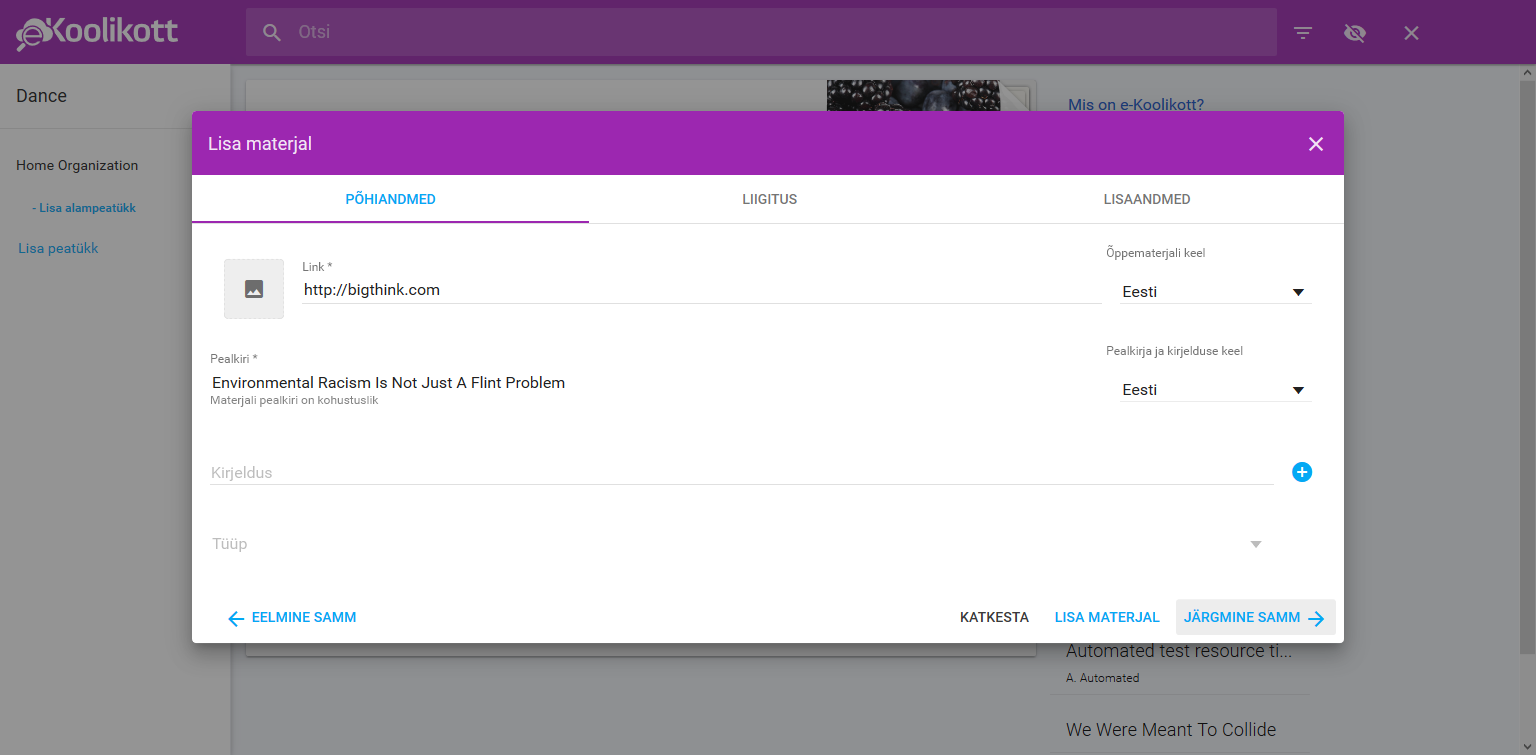 eKoolikott
Otsi
Dance
Mis on e-Koolikott?
Lisa materjal
Home Organization
PÕHIANDMED
LIIGITUS
LISAANDMED
- Lisa alampeatükk
Lisa peatükk
Õppematerjali keel
Link *
http://bigthink.com
Eesti
Pealkirja ja kirjelduse keel
Pealkiri *
Environmental Racism Is Not Just A Flint Problem
Eesti
Materjali pealkiri on kohustuslik
Kirjeldus
Tüüp
EELMINE SAMM
KATKESTA
LISA MATERJAL
JÄRGMINE SAMM
Automated test resource ti...
A. Automated
We Were Meant To Collide